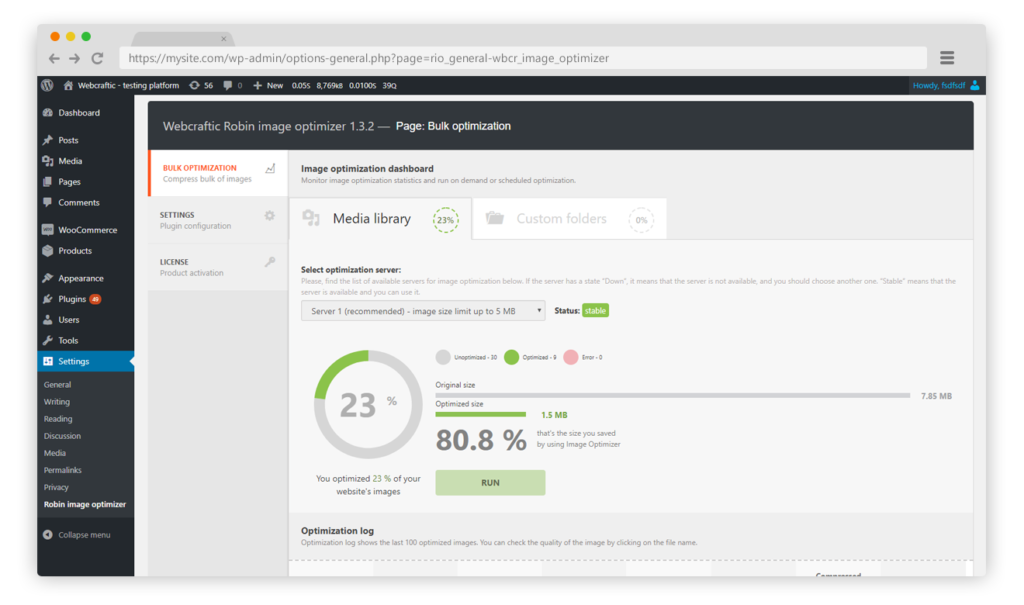 https://mysite.com/wp-admin/options-general.php?page=rio_general-wbcr_image_optimizer
Webcraftic - testing platform 56 0 New 0.05S 8,769kB 0.0100S 39Q
Howdy, fsdfsdf
Dashboard
Posts
Media
Pages
Comments
WooCommerce
Products
Appearance
Plugins 49
Users
Tools
Settings
General
Writing
Reading
Discussion
Media
Permalinks
Privacy
Robin image optimizer
Collapse menu
Webcraftic Robin image optimizer 1.3.2 — Page: Bulk optimization
BULK OPTIMIZATION
Compress bulk of images
SETTINGS
Plugin configuration
LICENSE
Product activation
Image optimization dashboard
Monitor image optimization statistics and run on demand or scheduled optimization.
Media library 23%
Custom folders 0%
Select optimization server:
Please, find the list of available servers for image optimization below. If the server has a state "Down", it means that the server is not available, and you should choose another one. "Stable" means that the
server is available and you can use it.
Server 1 (recommended) - image size limit up to 5 MB
Status: stable
Unoptimized - 30 Optimized - 9 Error - 0
23 %
Original size
7.85 MB
Optimized size
1.5 MB
80.8 %
that's the size you saved
by using Image Optimizer
You optimized 23 % of your
website's images
RUN
Optimization log
Optimization log shows the last 100 optimized images. You can check the quality of the image by clicking on the file name.
Compressed